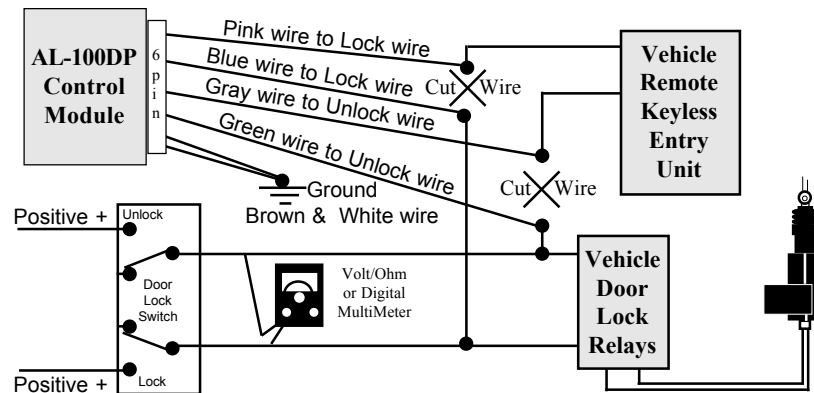 AL-100DP
Control
Module
6
p
i
n
Pink wire to Lock wire
Blue wire to Lock wire
Gray wire to Unlock wire
Green wire to Unlock wire
Cut Wire
Vehicle
Remote
Keyless
Entry
Unit
Cut Wire
Ground
Brown & White wire
Positive +
Unlock
Door
Lock
Switch
Volt/Ohm
or Digital
MultiMeter
Vehicle
Door
Lock
Relays
Positive +
Lock